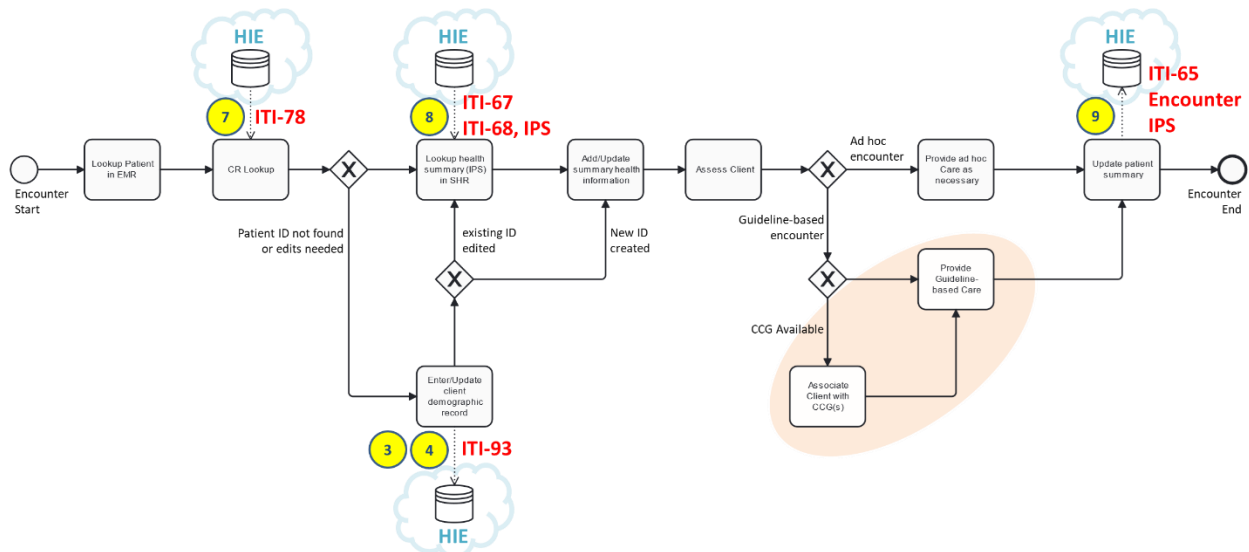 HIE
HIE
HIE
7
ITI-78
8
ITI-67
ITI-68, IPS
9
ITI-65
Encounter
IPS
Encounter
Start
Lookup Patient
in EMR
CR Lookup
X
Lookup health
summary (IPS)
in SHR
Add/Update
summary health
information
Assess Client
X
Ad hoc
encounter
Provide ad hoc
Care as
necessary
Update patient
summary
Encounter
End
Patient ID not found
or edits needed
existing ID
edited
New ID
created
Guideline-based
encounter
X
X
Provide
Guideline-
based Care
CCG Available
Enter/Update
client
demographic
record
Associate
Client with
CCG(s)
3
4
ITI-93
HIE